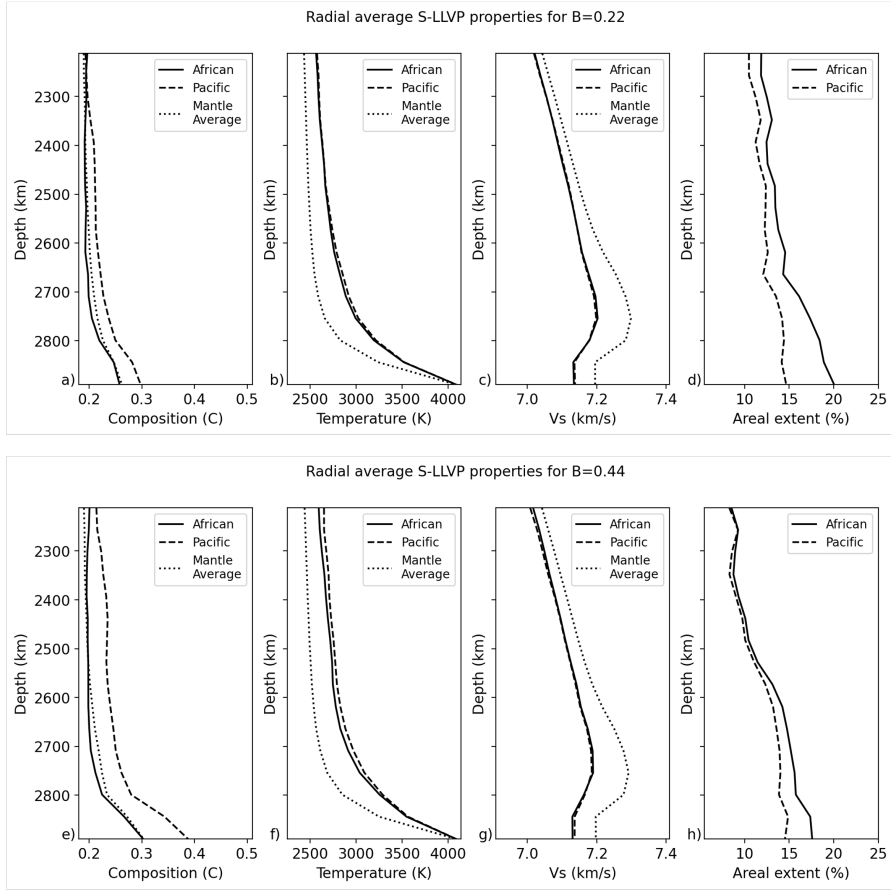 Radial average S-LLVP properties for B=0.22
African
Pacific
Mantle
Average
African
Pacific
Mantle
Average
African
Pacific
Mantle
Average
African
Pacific
2300
2400
2500
2600
2700
2800
Depth (km)
Depth (km)
Depth (km)
Depth (km)
a)
b)
c)
d)
0.2 0.3 0.4 0.5
2500 3000 3500 4000
7.0 7.2 7.4
10 15 20 25
Composition (C)
Temperature (K)
Vs (km/s)
Areal extent (%)
Radial average S-LLVP properties for B=0.44
African
Pacific
Mantle
Average
African
Pacific
Mantle
Average
African
Pacific
Mantle
Average
African
Pacific
2300
2400
2500
2600
2700
2800
Depth (km)
Depth (km)
Depth (km)
Depth (km)
e)
f)
g)
h)
0.2 0.3 0.4 0.5
2500 3000 3500 4000
7.0 7.2 7.4
10 15 20 25
Composition (C)
Temperature (K)
Vs (km/s)
Areal extent (%)